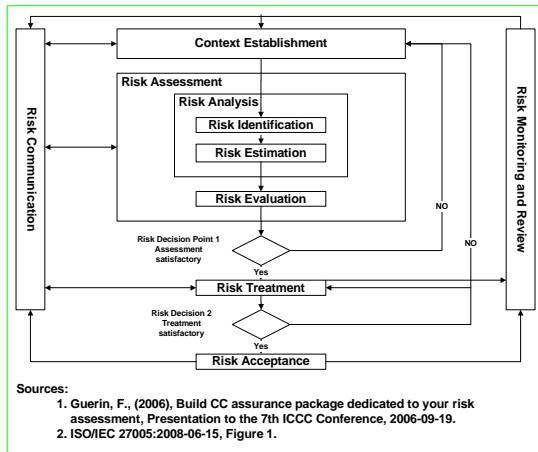 Context Establishment
Risk Communication
Risk Monitoring and Review
Risk Assessment
Risk Analysis
Risk Identification
Risk Estimation
Risk Evaluation
NO
NO
Risk Decision Point 1
Assessment
satisfactory
Yes
Risk Treatment
Risk Decision 2
Treatment
satisfactory
Yes
Risk Acceptance
Sources:
1. Guerin, F., (2006), Build CC assurance package dedicated to your risk
assessment, Presentation to the 7th ICCC Conference, 2006-09-19.
2. ISO/IEC 27005:2008-06-15, Figure 1.